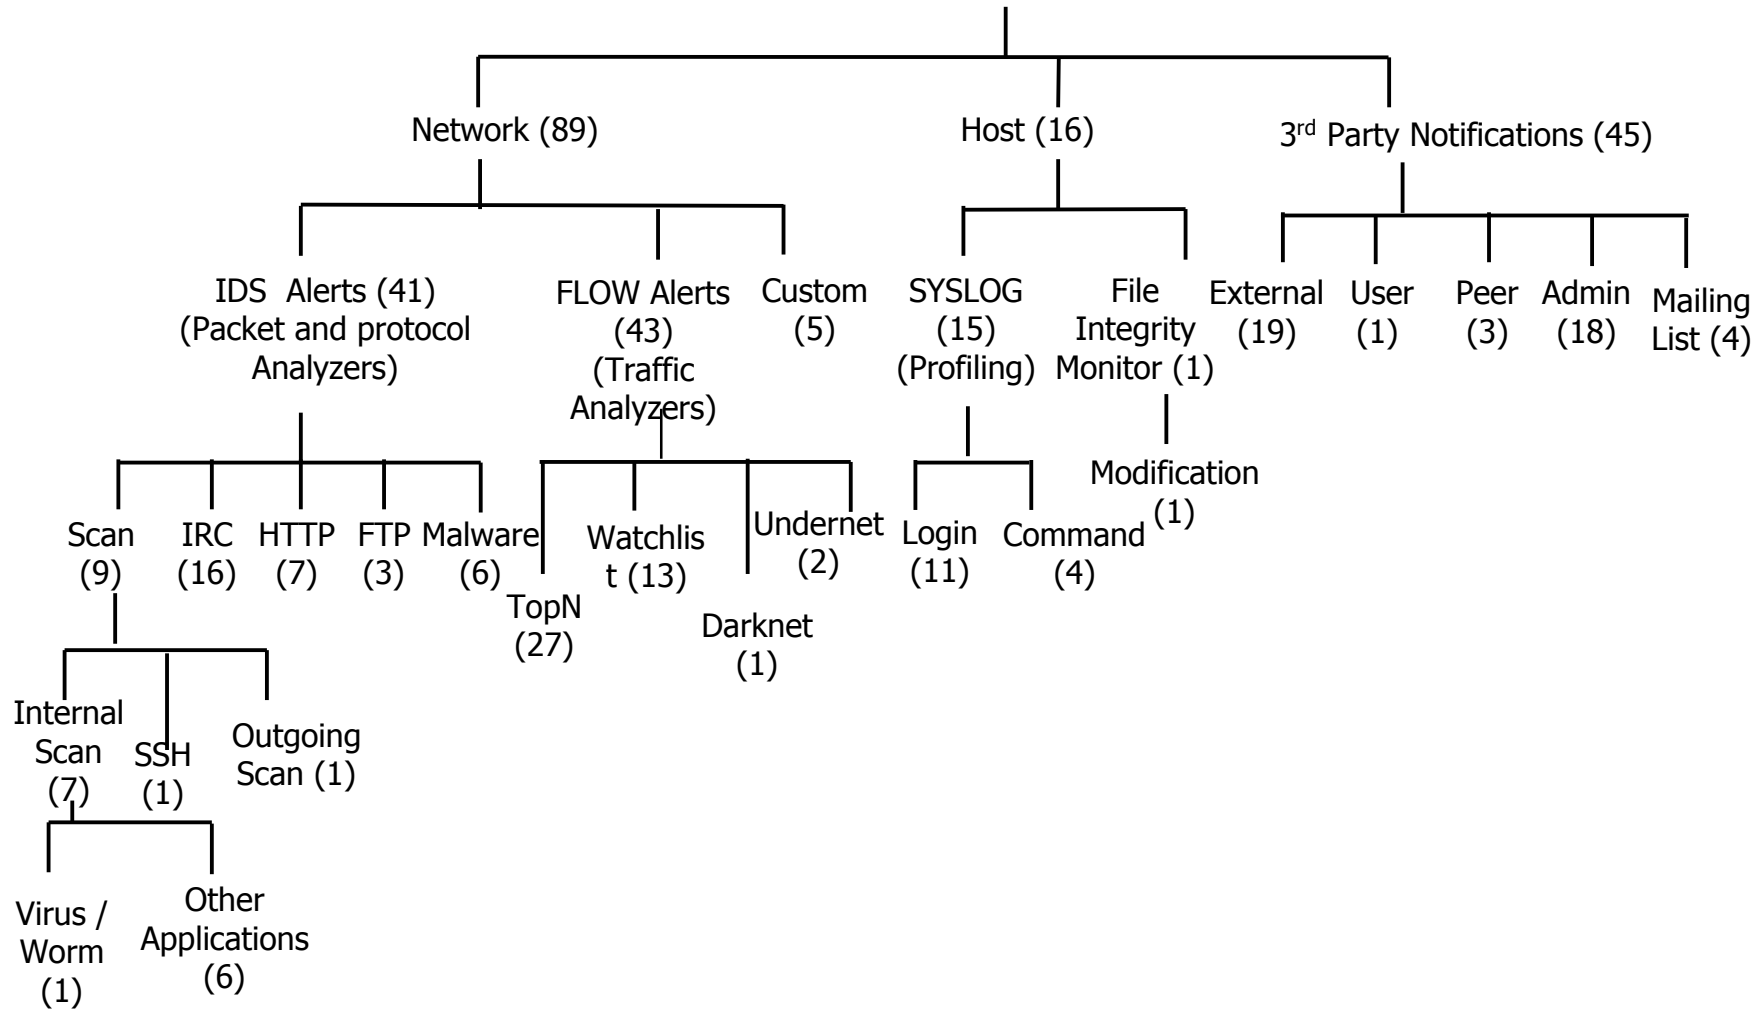 Network (89)
Host (16)
3rd Party Notifications (45)
IDS Alerts (41)
(Packet and protocol
Analyzers)
FLOW Alerts
(43)
(Traffic
Analyzers)
Custom
(5)
SYSLOG
(15)
(Profiling)
File
Integrity
Monitor (1)
External
(19)
User
(1)
Peer
(3)
Admin
(18)
Mailing
List (4)
Scan
(9)
IRC
(16)
HTTP
(7)
FTP
(3)
Malware
(6)
TopN
(27)
Watchlis
t (13)
Darknet
(1)
Undernet
(2)
Login
(11)
Command
(4)
Modification
(1)
Internal
Scan
(7)
SSH
(1)
Outgoing
Scan (1)
Virus /
Worm
(1)
Other
Applications
(6)